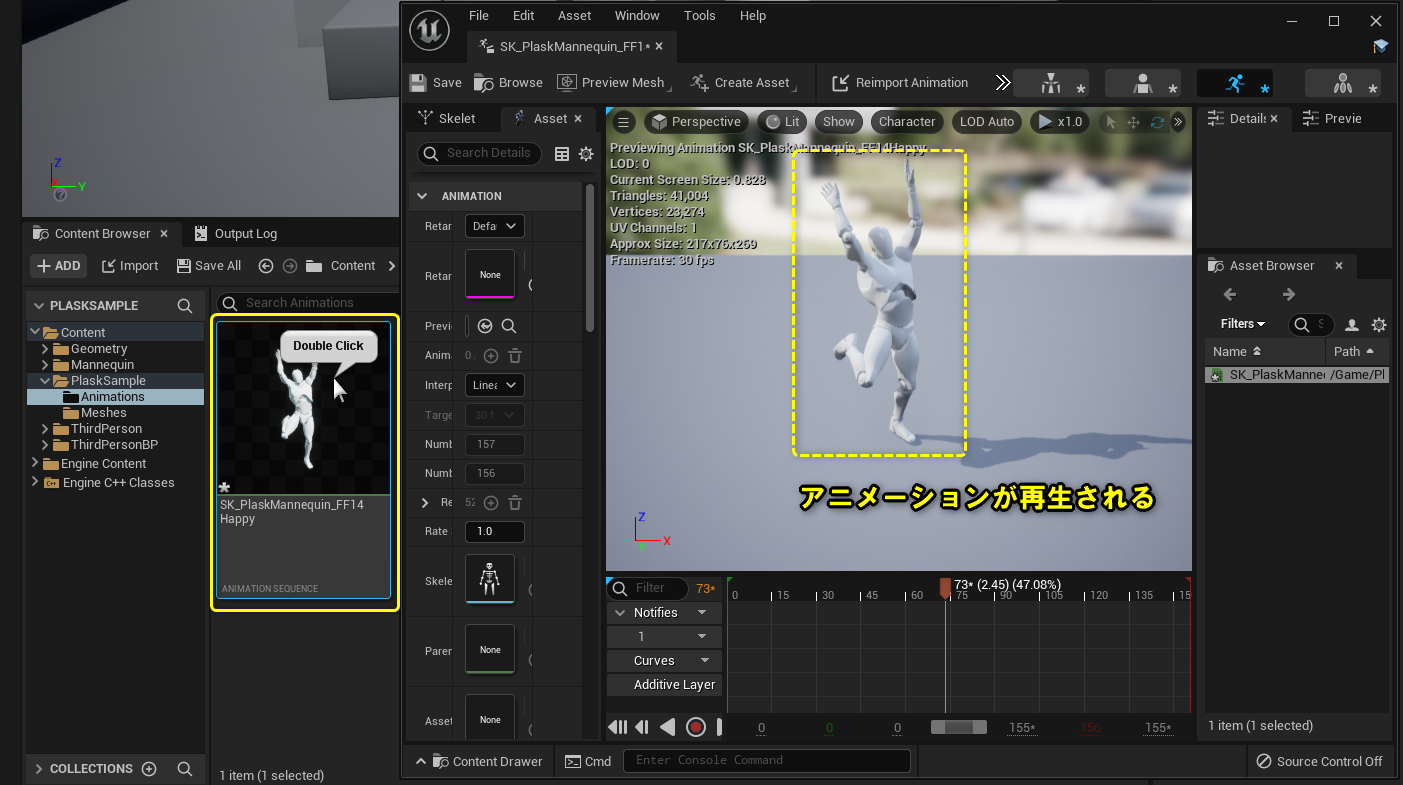 File Edit Asset Window Tools Help
SK_PlaskMannequin_FF1*
Save Browse Preview Mesh Create Asset Reimport Animation
Skelet Asset
Perspective Lit Show Character LOD Auto x1.0
Details Previe
Search Details
Previewing Animation SK_PlaskMannequin_FF14Happy
LOD: 0
Current Screen Size: 0.828
Triangles: 41,004
Vertices: 23,274
UV Channels: 1
Approx Size: 217x76x269
Framerate: 30 fps
ANIMATION
Retar Defau
Retar None
Previ
Anima 0
Interp Linea
Targe 30 f
Numb 157
Numb 156
Re 52
Rate 1.0
Skele
Paren None
Asset None
Z
X
Y
アニメーションが再生される
Filter 73*
73* (2.45) (47.08%)
0 15 30 45 60 75 90 105 120 135 15
Notifies
1
Curves
Additive Layer
0 0 0 155* 156 155*
Content Drawer Cmd Enter Console Command
Source Control Off
Asset Browser
Filters S
Name Path
SK_PlaskManneq /Game/Pl
1 item (1 selected)
Z
X
Y
Content Browser Output Log
ADD Import Save All Content
PLASKSAMPLE
Search Animations
Content
Geometry
Mannequin
PlaskSample
Animations
Meshes
ThirdPerson
ThirdPersonBP
Engine Content
C++ Engine C++ Classes
Double Click
SK_PlaskMannequin_FF14
Happy
ANIMATION SEQUENCE
COLLECTIONS
1 item (1 selected)